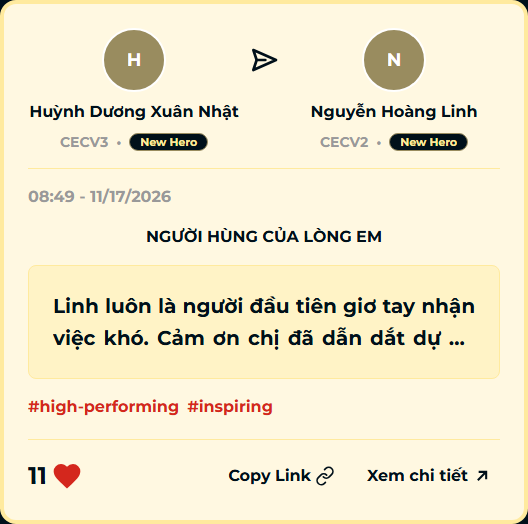 H
N
Huỳnh Dương Xuân Nhật
Nguyễn Hoàng Linh
CECV3 • New Hero
CECV2 • New Hero
08:49 - 11/17/2026
NGƯỜI HÙNG CỦA LÒNG EM
Linh luôn là người đầu tiên giơ tay nhận
việc khó. Cảm ơn chị đã dẫn dắt dự ...
#high-performing #inspiring
11
Copy Link
Xem chi tiết